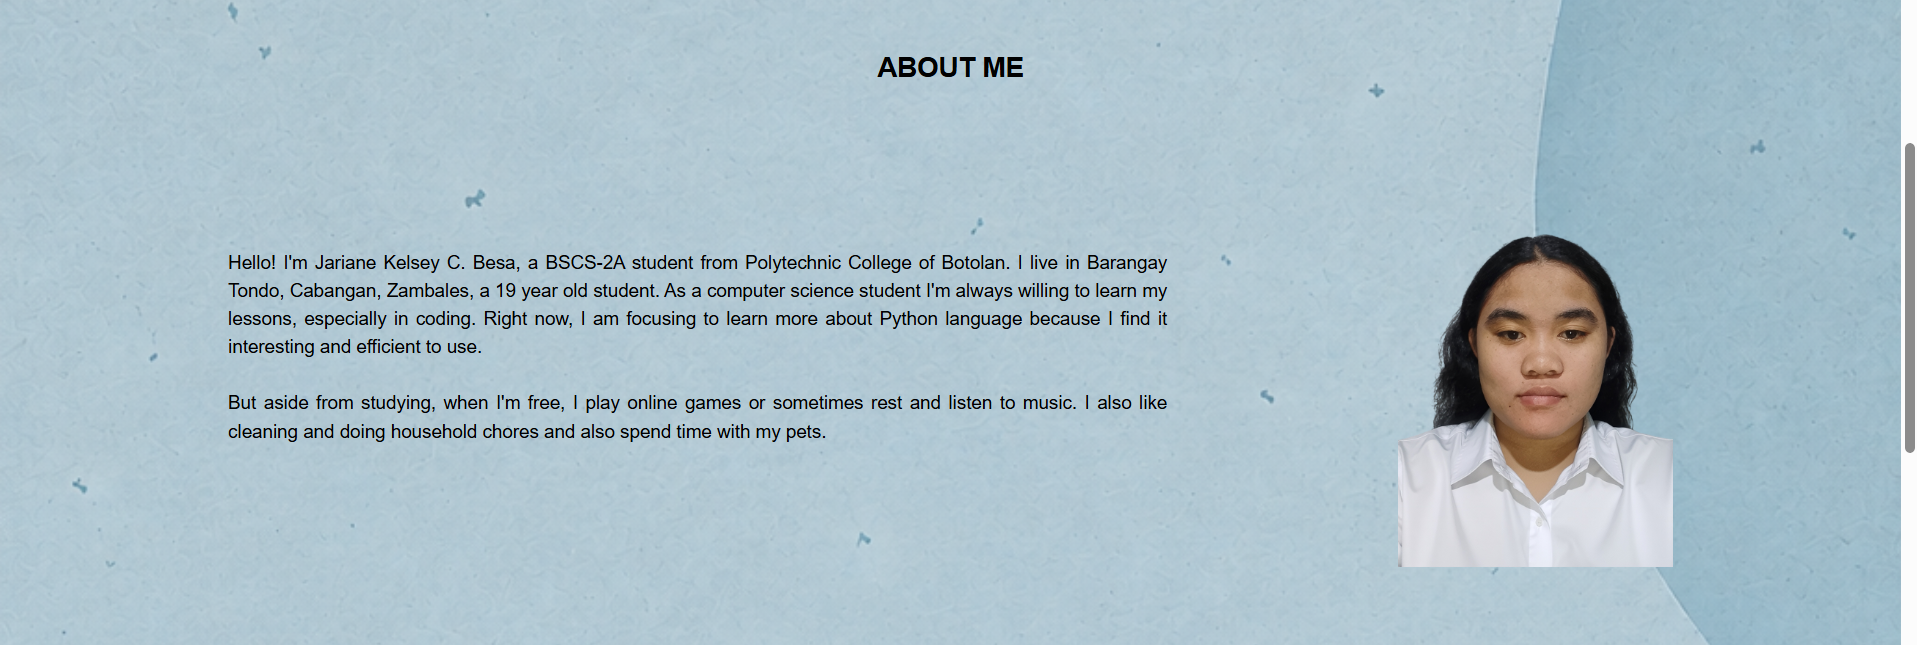 ABOUT ME
Hello! I'm Jariane Kelsey C. Besa, a BSCS-2A student from Polytechnic College of Botolan. I live in Barangay
Tondo, Cabangan, Zambales, a 19 year old student. As a computer science student I'm always willing to learn my
lessons, especially in coding. Right now, I am focusing to learn more about Python language because I find it
interesting and efficient to use.
But aside from studying, when I'm free, I play online games or sometimes rest and listen to music. I also like
cleaning and doing household chores and also spend time with my pets.